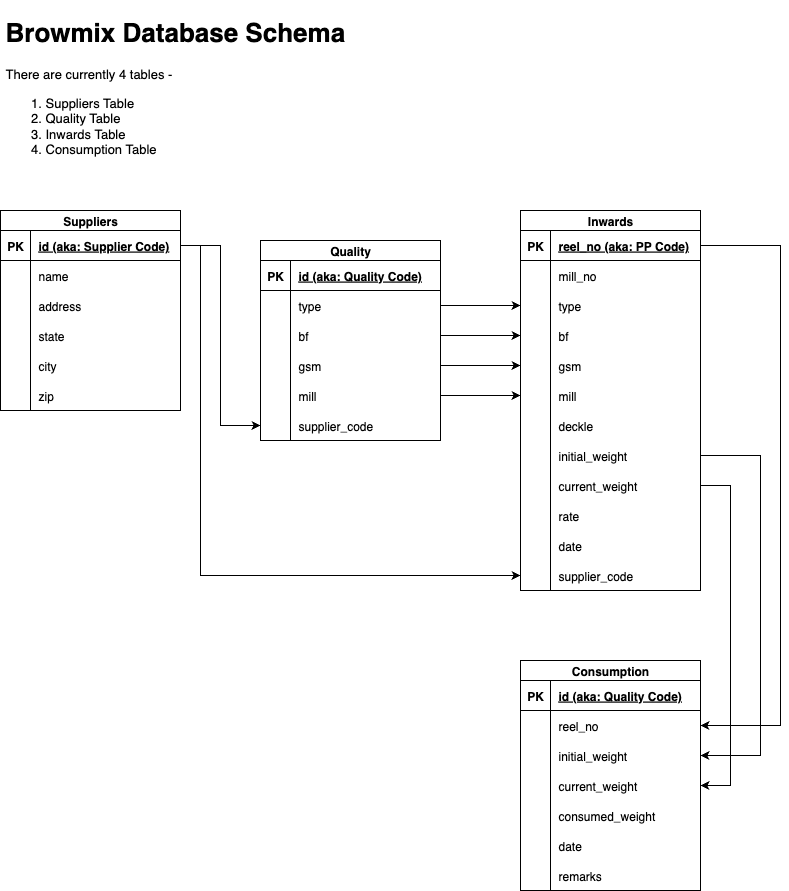 Browmix Database Schema
There are currently 4 tables -
1. Suppliers Table
2. Quality Table
3. Inwards Table
4. Consumption Table
Suppliers
PK id (aka: Supplier Code)
name
address
state
city
zip
Quality
PK id (aka: Quality Code)
type
bf
gsm
mill
supplier_code
Inwards
PK reel_no (aka: PP Code)
mill_no
type
bf
gsm
mill
deckle
initial_weight
current_weight
rate
date
supplier_code
Consumption
PK id (aka: Quality Code)
reel_no
initial_weight
current_weight
consumed_weight
date
remarks